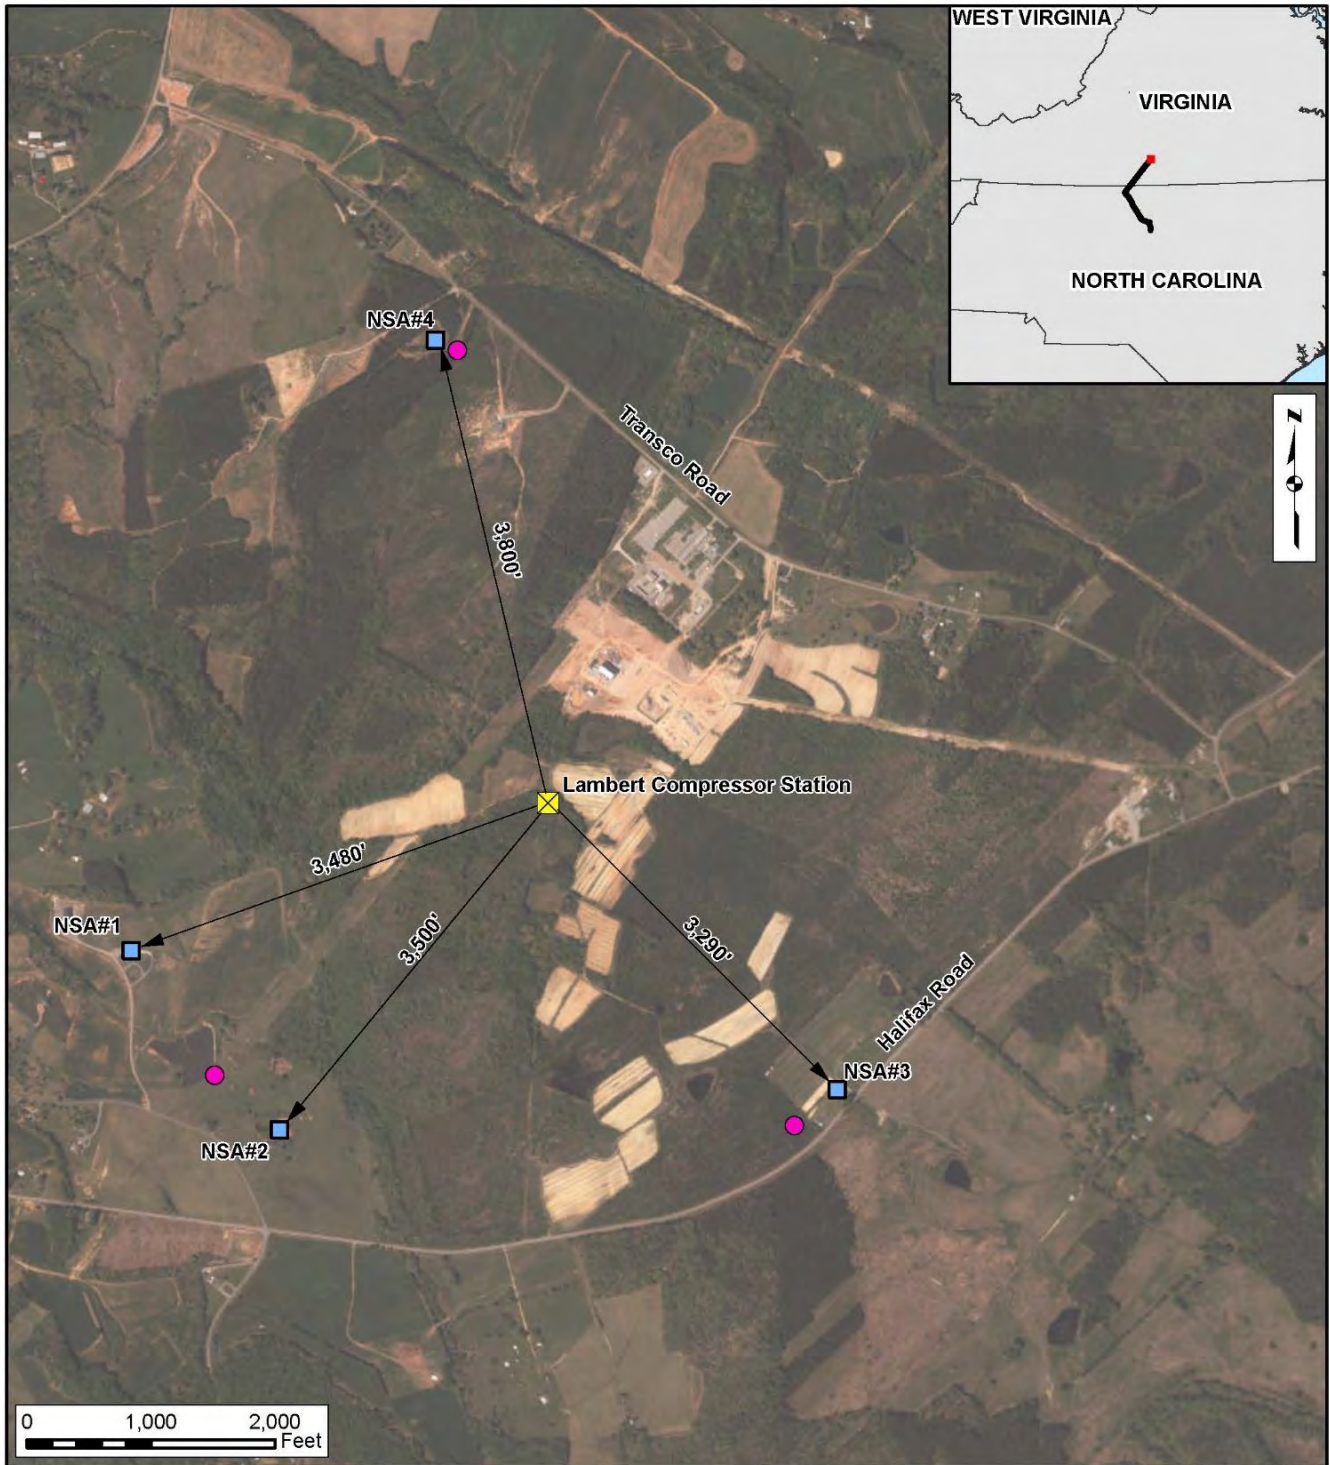 WEST VIRGINIA
VIRGINIA
NORTH CAROLINA
N
NSA#4
Transco Road
3,800'
Lambert Compressor Station
3,480'
NSA#1
3,500'
3,290'
Halifax Road
NSA#3
NSA#2
0 1,000 2,000
Feet